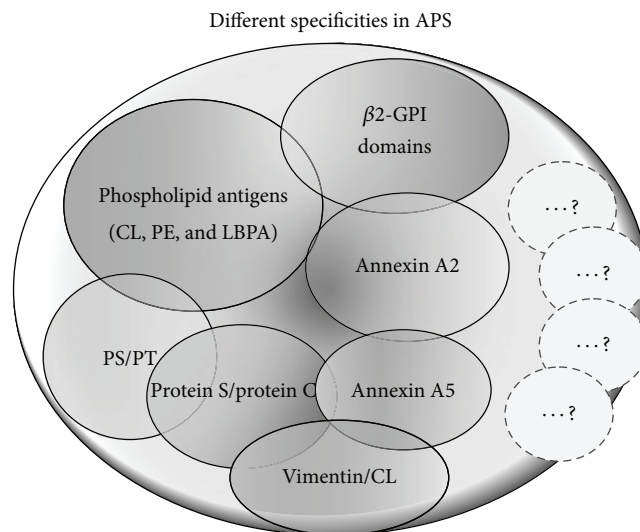 Different specificities in APS
β2-GPI
domains
Phospholipid antigens
(CL, PE, and LBPA)
...?
Annexin A2
...?
PS/PT
...?
Protein S/protein C
Annexin A5
...?
Vimentin/CL